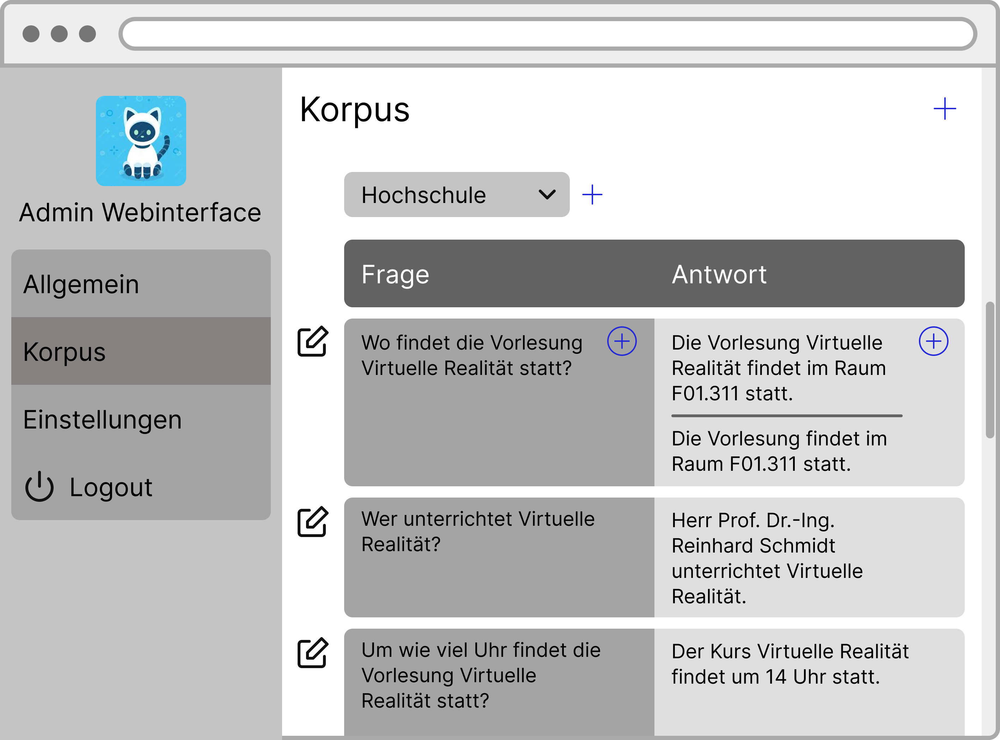 Admin Webinterface
Allgemein
Korpus
Einstellungen
Logout
Korpus
Hochschule
Frage
Antwort
Wo findet die Vorlesung
Virtuelle Realität statt?
Die Vorlesung Virtuelle
Realität findet im Raum
F01.311 statt.
Die Vorlesung findet im
Raum F01.311 statt.
Wer unterrichtet Virtuelle
Realität?
Herr Prof. Dr.-Ing.
Reinhard Schmidt
unterrichtet Virtuelle
Realität.
Um wie viel Uhr findet die
Vorlesung Virtuelle
Realität statt?
Der Kurs Virtuelle Realität
findet um 14 Uhr statt.